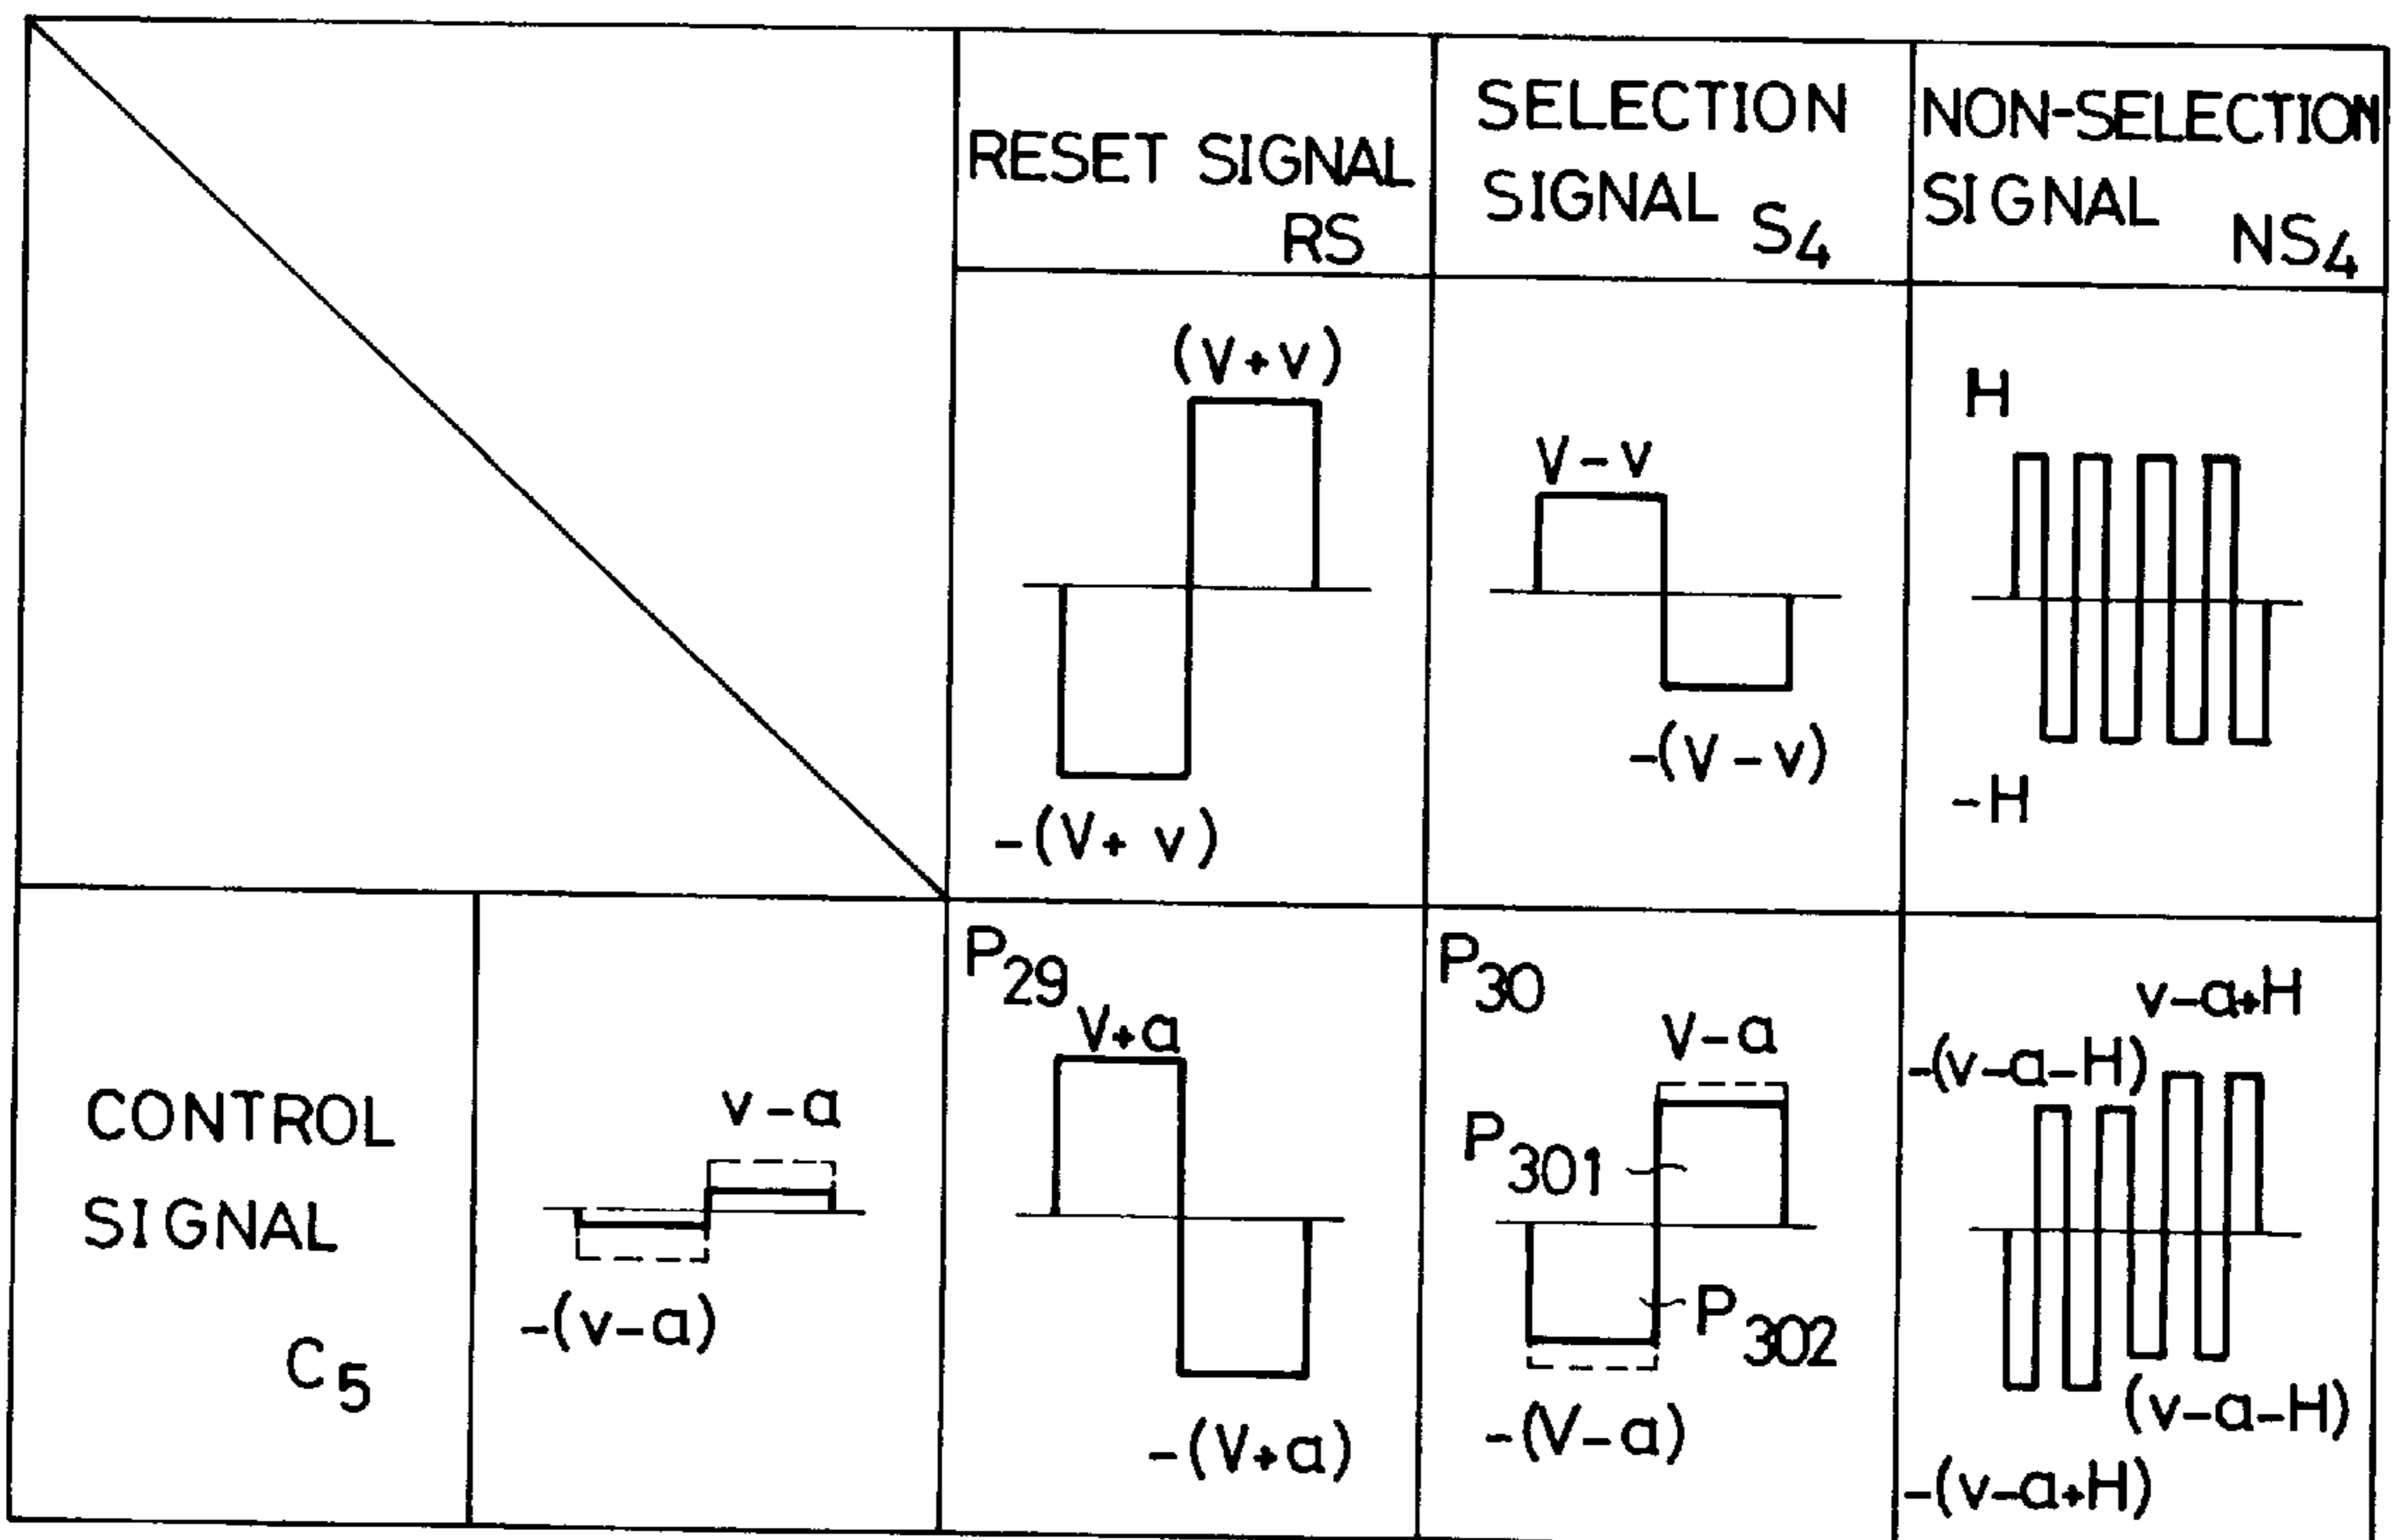 RESET SIGNAL
RS
SELECTION
SIGNAL S4
NON-SELECTION
SIGNAL NS4
(V+v)
-(V+ v)
V-v
-(V-v)
H
-H
CONTROL
SIGNAL
C5
v-a
-(v-a)
P29
V+a
-(V+a)
P30
V-a
P301
P302
-(V-a)
v-a+H
-(v-a-H)
(v-a-H)
-(v-a+H)